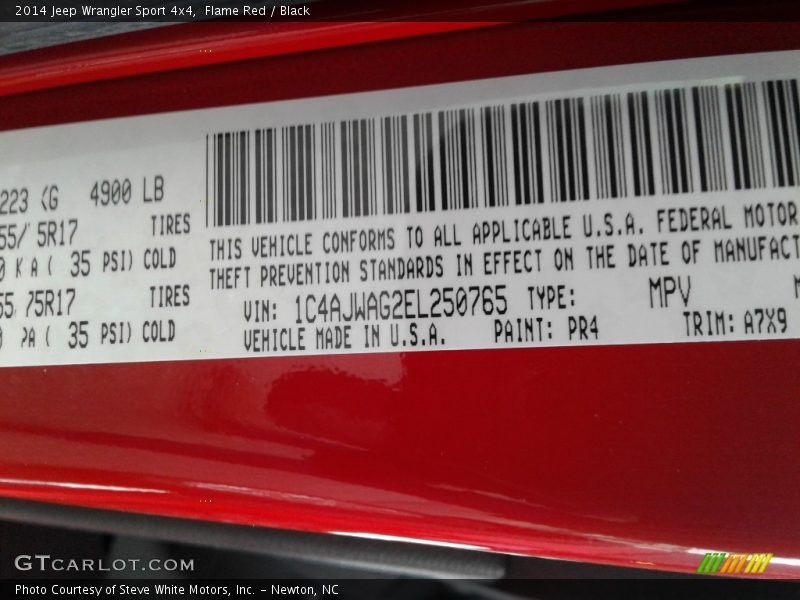 2014 Jeep Wrangler Sport 4x4,  Flame Red / Black
223 KG 4900 LB
TIRES
5R17
35 PSI) COLD
THIS VEHICLE CONFORMS TO ALL APPLICABLE U.S.A. FEDERAL MOTOR
THEFT PREVENTION STANDARDS IN EFFECT ON THE DATE OF MANUFACT
75R17 TIRES
VIN: 1C4AJWAG2EL250765 TYPE: MPV
35 PSI) COLD
VEHICLE MADE IN U.S.A. PAINT: PR4 TRIM: A7X9
GTCARLOT.COM
Photo Courtesy of Steve White Motors, Inc. – Newton, NC